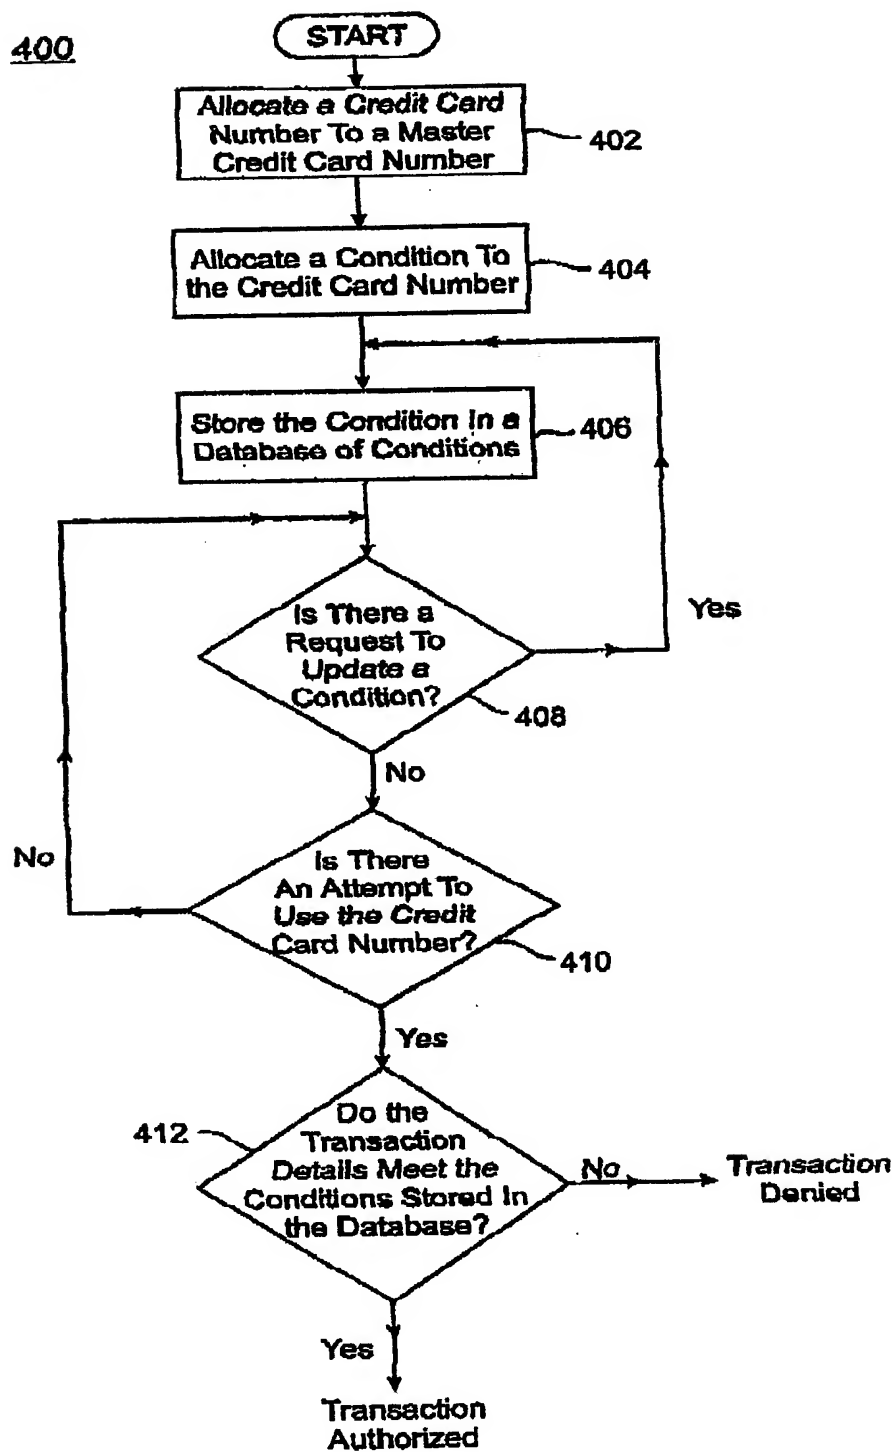 400
START
Allocate a Credit Card
Number To a Master
Credit Card Number
402
Allocate a Condition To
the Credit Card Number
404
Store the Condition In a
Database of Conditions
406
Is There a
Request To
Update a
Condition?
408
Yes
No
Is There
An Attempt To
Use the Credit
Card Number?
410
No
Yes
412
Do the
Transaction
Details Meet the
Conditions Stored In
the Database?
No
Transaction
Denied
Yes
Transaction
Authorized